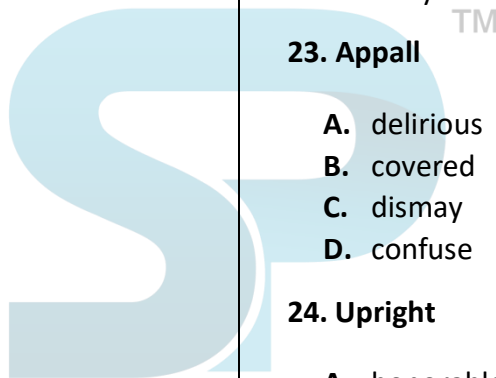 TM
23. Appall
A. delirious
B. covered
C. dismay
D. confuse
24. Upright